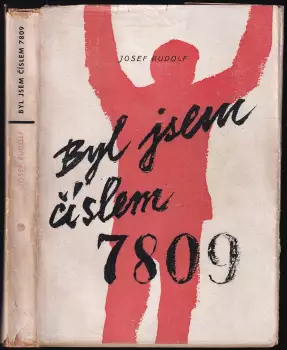 BYL JSEM ČÍSLEM 7809
JOSEF RUDOLF
JOSEF RUDOLF
Byl jsem
číslem
7809